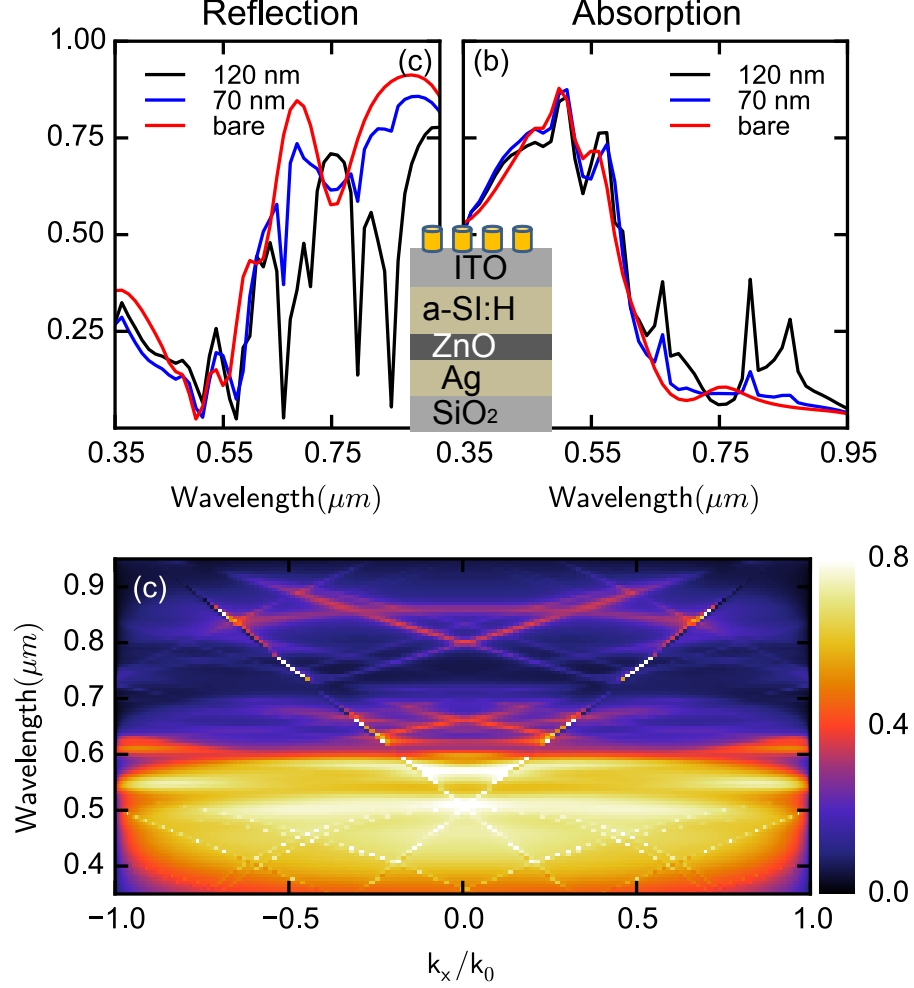 Reflection
Absorption
1.00
0.75
0.50
0.25
(c)
120 nm
70 nm
bare
(b)
120 nm
70 nm
bare
ITO
a-SI:H
ZnO
Ag
SiO₂
0.35 0.55 0.75
0.35 0.55 0.75 0.95
Wavelength(μm)
Wavelength(μm)
(c)
0.9
0.8
0.7
0.6
0.5
0.4
Wavelength(μm)
0.8
0.4
0.0
−1.0 −0.5 0.0 0.5 1.0
kₓ/k₀